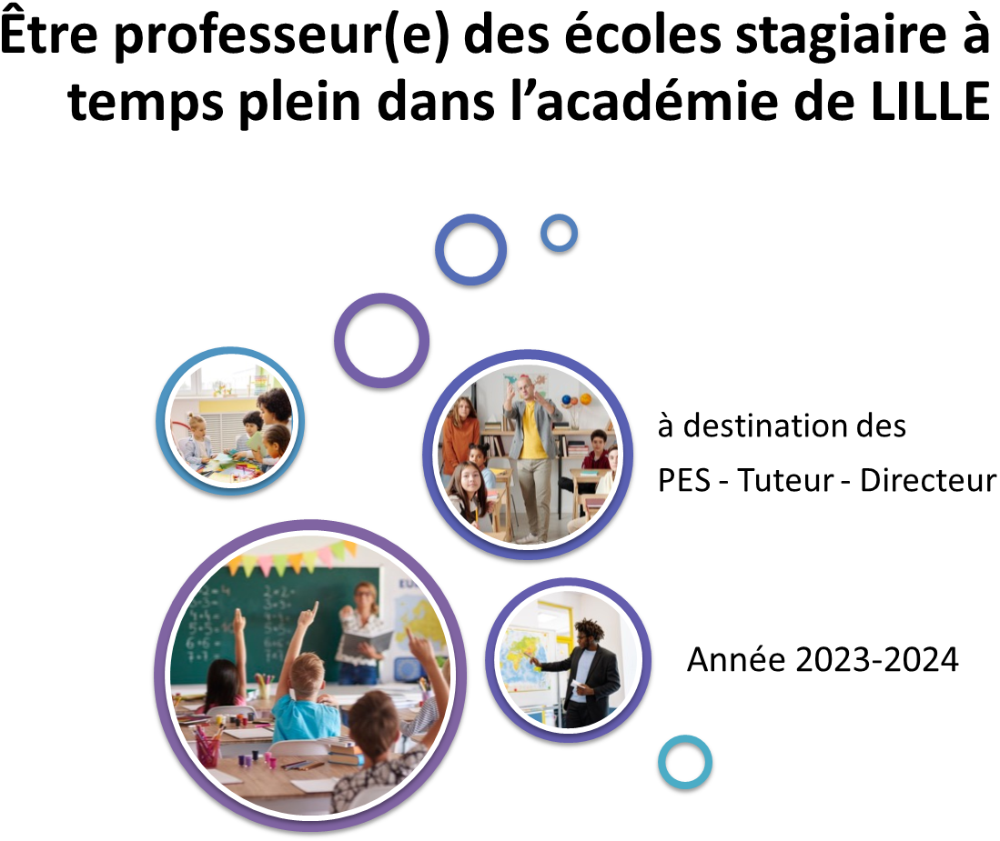 Être professeur(e) des écoles stagiaire à
temps plein dans l’académie de LILLE
à destination des
PES - Tuteur - Directeur
Année 2023-2024